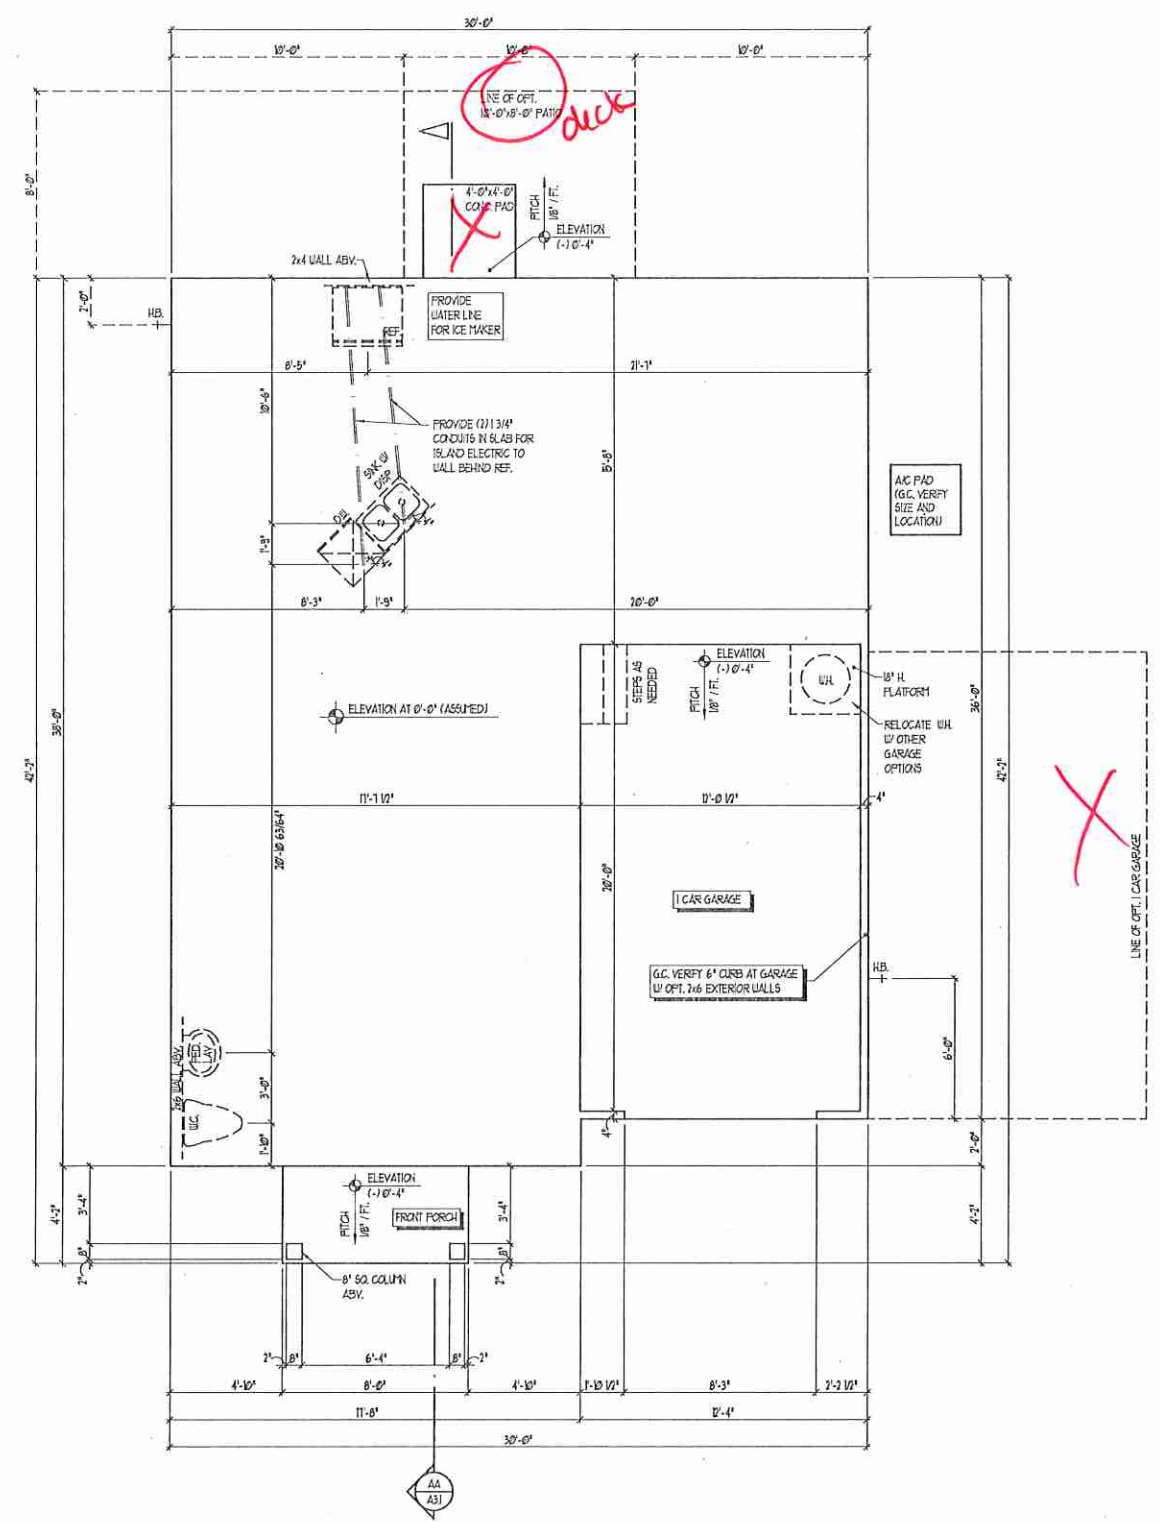 30'-0"
10'-0" 10'-0" 10'-0"
LINE OF OPT.
10'-0"x8'-0" PATIO
deck
8'-0"
4'-0"x4'-0"
CONC. PAD
X
PITCH
1/8" / FT.
ELEVATION
(-) 0'-4"
2x4 WALL ABV.
2'-0"
H.B.
PROVIDE
WATER LINE
FOR ICE MAKER
REF.
8'-5" 21'-7"
10'-6"
PROVIDE (2) 1 3/4"
CONDUITS IN SLAB FOR
ISLAND ELECTRIC TO
WALL BEHIND REF.
15'-8"
SINK W/
DISP.
DW
1'-9"
A/C PAD
(G.C. VERIFY
SIZE AND
LOCATION)
8'-3" 1'-9" 20'-0"
STEPS AS
NEEDED
ELEVATION
(-) 0'-4"
PITCH
1/8" / FT.
W.H.
18" H.
PLATFORM
RELOCATE W.H.
W/ OTHER
GARAGE
OPTIONS
ELEVATION AT 0'-0" (ASSUMED)
42'-2"
38'-0"
36'-0"
42'-2"
17'-7 1/2" 12'-0 1/2" 4"
20'-10 63/64"
20'-0"
X
LINE OF OPT. 1 CAR GARAGE
1 CAR GARAGE
G.C. VERIFY 6" CURB AT GARAGE
W/ OPT. 2x6 EXTERIOR WALLS
H.B.
6'-0"
2x6 WALL ABV.
PED.
LAV.
W.C.
3'-0"
1'-10"
4"
2'-0"
ELEVATION
(-) 0'-4"
PITCH
1/8" / FT.
FRONT PORCH
4'-2"
3'-4"
8"
2"
3'-4"
8"
2"
4'-2"
8" SQ. COLUMN
ABV.
2" 8" 6'-4" 8" 2"
4'-10" 8'-0" 4'-10" 1'-10 1/2" 8'-3" 2'-2 1/2"
17'-8" 12'-4"
30'-0"
AA
A3.1